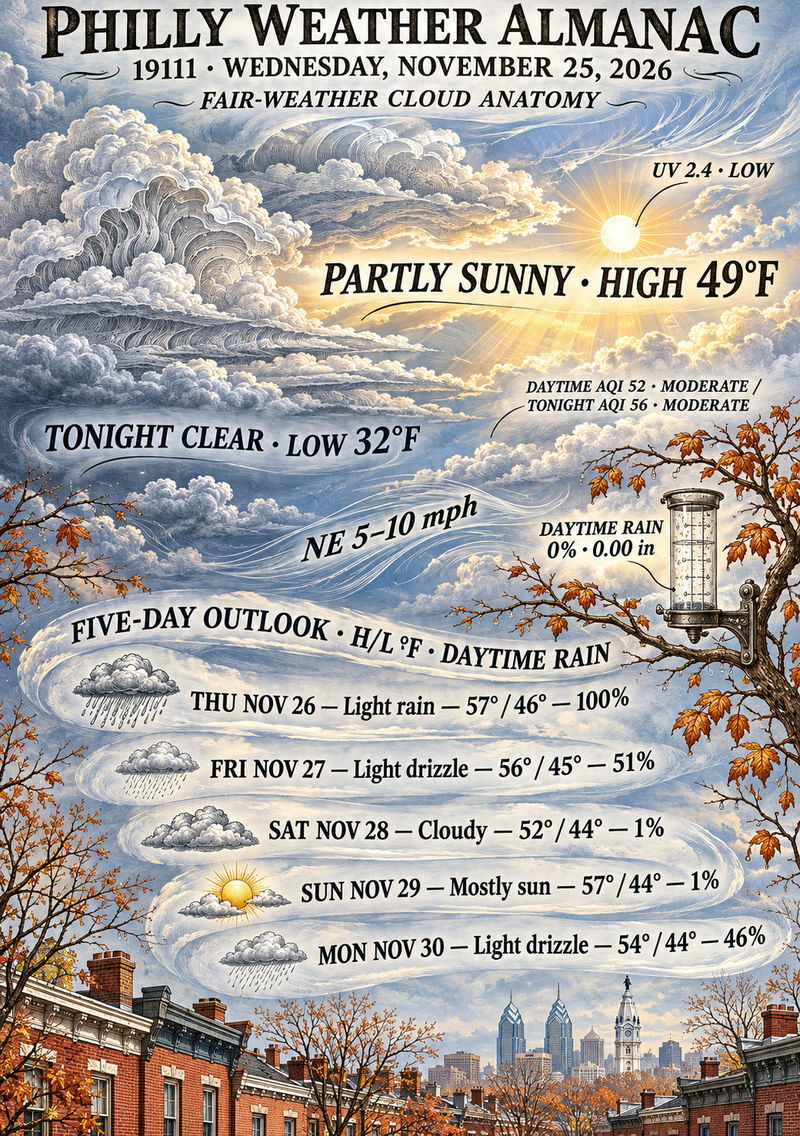 PHILLY WEATHER ALMANAC
19111 · WEDNESDAY, NOVEMBER 25, 2026
FAIR-WEATHER CLOUD ANATOMY
UV 2.4 · LOW
PARTLY SUNNY · HIGH 49°F
DAYTIME AQI 52 · MODERATE /
TONIGHT AQI 56 · MODERATE
TONIGHT CLEAR · LOW 32°F
NE 5–10 mph
DAYTIME RAIN
0% · 0.00 in
FIVE-DAY OUTLOOK · H/L °F · DAYTIME RAIN
THU NOV 26 — Light rain — 57° / 46° — 100%
FRI NOV 27 — Light drizzle — 56° / 45° — 51%
SAT NOV 28 — Cloudy — 52° / 44° — 1%
SUN NOV 29 — Mostly sun — 57° / 44° — 1%
MON NOV 30 — Light drizzle — 54° / 44° — 46%